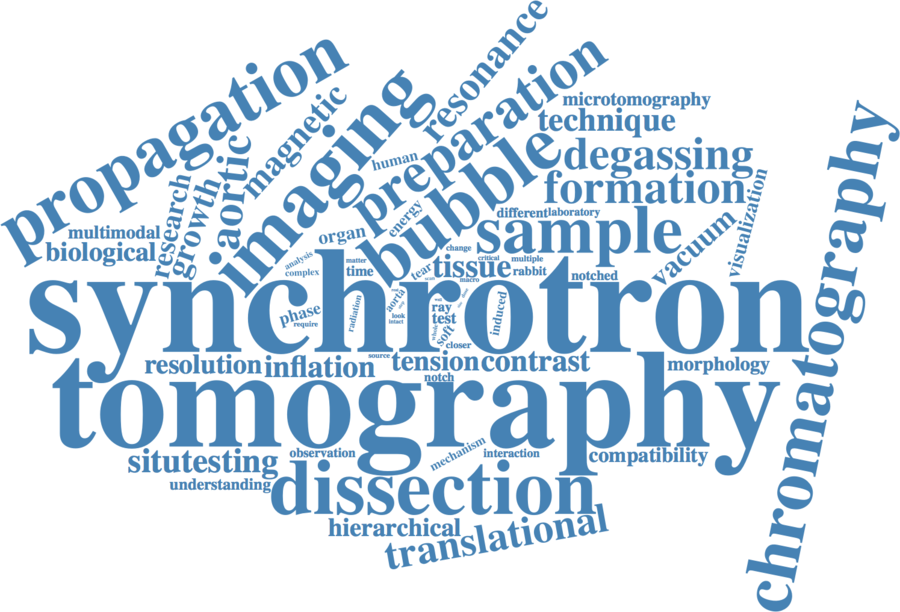 propagation
resonance
imaging
magnetic
preparation
microtomography
technique
aortic
human
bubble
degassing
chromatography
research
growth
formation
energy
different
laboratory
visualization
multimodal
organ
sample
vacuum
biological
analysis
matter
change
critical
multiple
complex
time
tear
tissue
rabbit
notched
macro
synchrotron
phase
require
radiation
aorta
look
intact
ray
test
whole
soft
induced
closer
source
resolution
inflation
tension
contrast
morphology
notch
tomography
observation
mechanism
interaction
compatibility
situtesting
understanding
dissection
hierarchical
translational